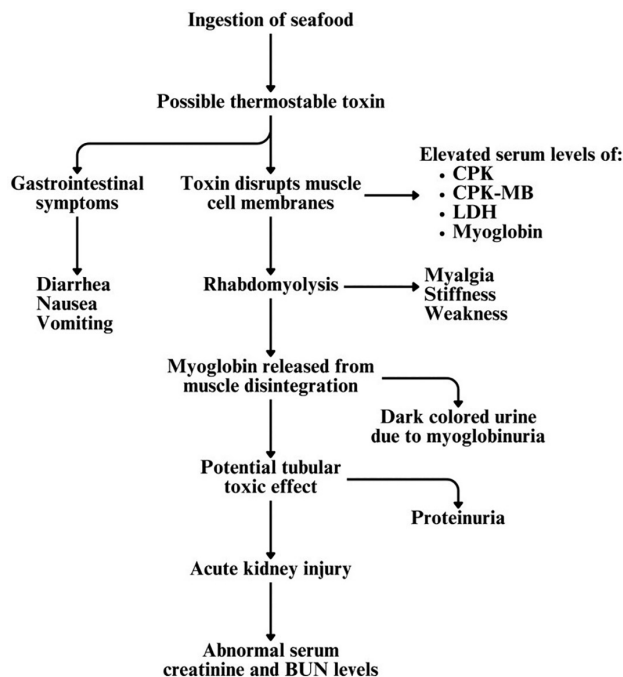 Ingestion of seafood
Possible thermostable toxin
Gastrointestinal
symptoms
Toxin disrupts muscle
cell membranes
Elevated serum levels of:
• CPK
• CPK-MB
• LDH
• Myoglobin
Diarrhea
Nausea
Vomiting
Rhabdomyolysis
Myalgia
Stiffness
Weakness
Myoglobin released from
muscle disintegration
Dark colored urine
due to myoglobinuria
Potential tubular
toxic effect
Proteinuria
Acute kidney injury
Abnormal serum
creatinine and BUN levels